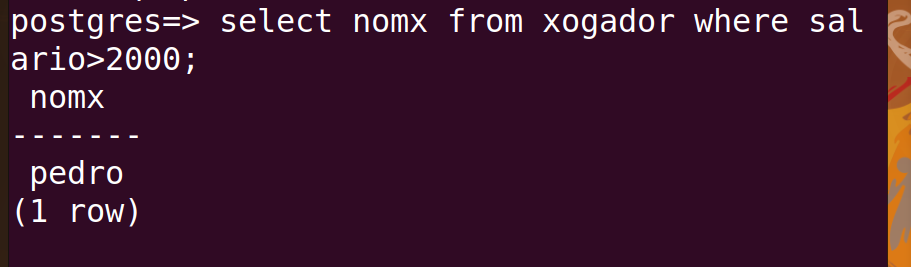 postgres=> select nomx from xogador where sal
ario>2000;
 nomx
-------
 pedro
(1 row)